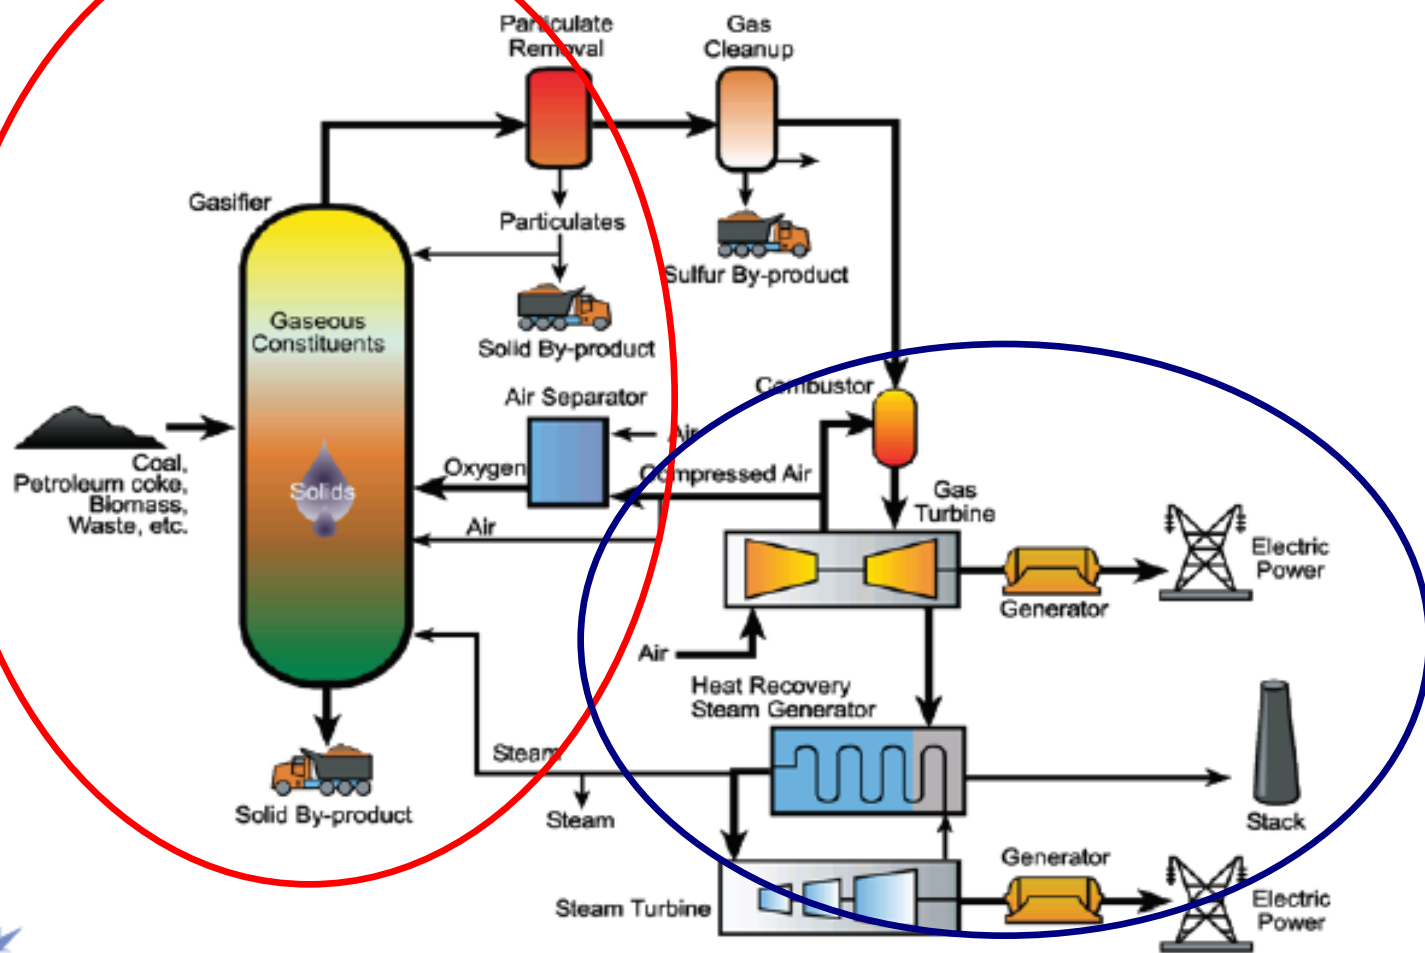 Particulate
Removal
Gas
Cleanup
Gasifier
Particulates
Sulfur By-product
Gaseous
Constituents
Solid By-product
Combustor
Air Separator
Air
Coal,
Petroleum coke,
Biomass,
Waste, etc.
Solids
Oxygen
Compressed Air
Gas
Turbine
Air
Electric
Power
Generator
Air
Heat Recovery
Steam Generator
Steam
Solid By-product
Steam
Stack
Generator
Steam Turbine
Electric
Power